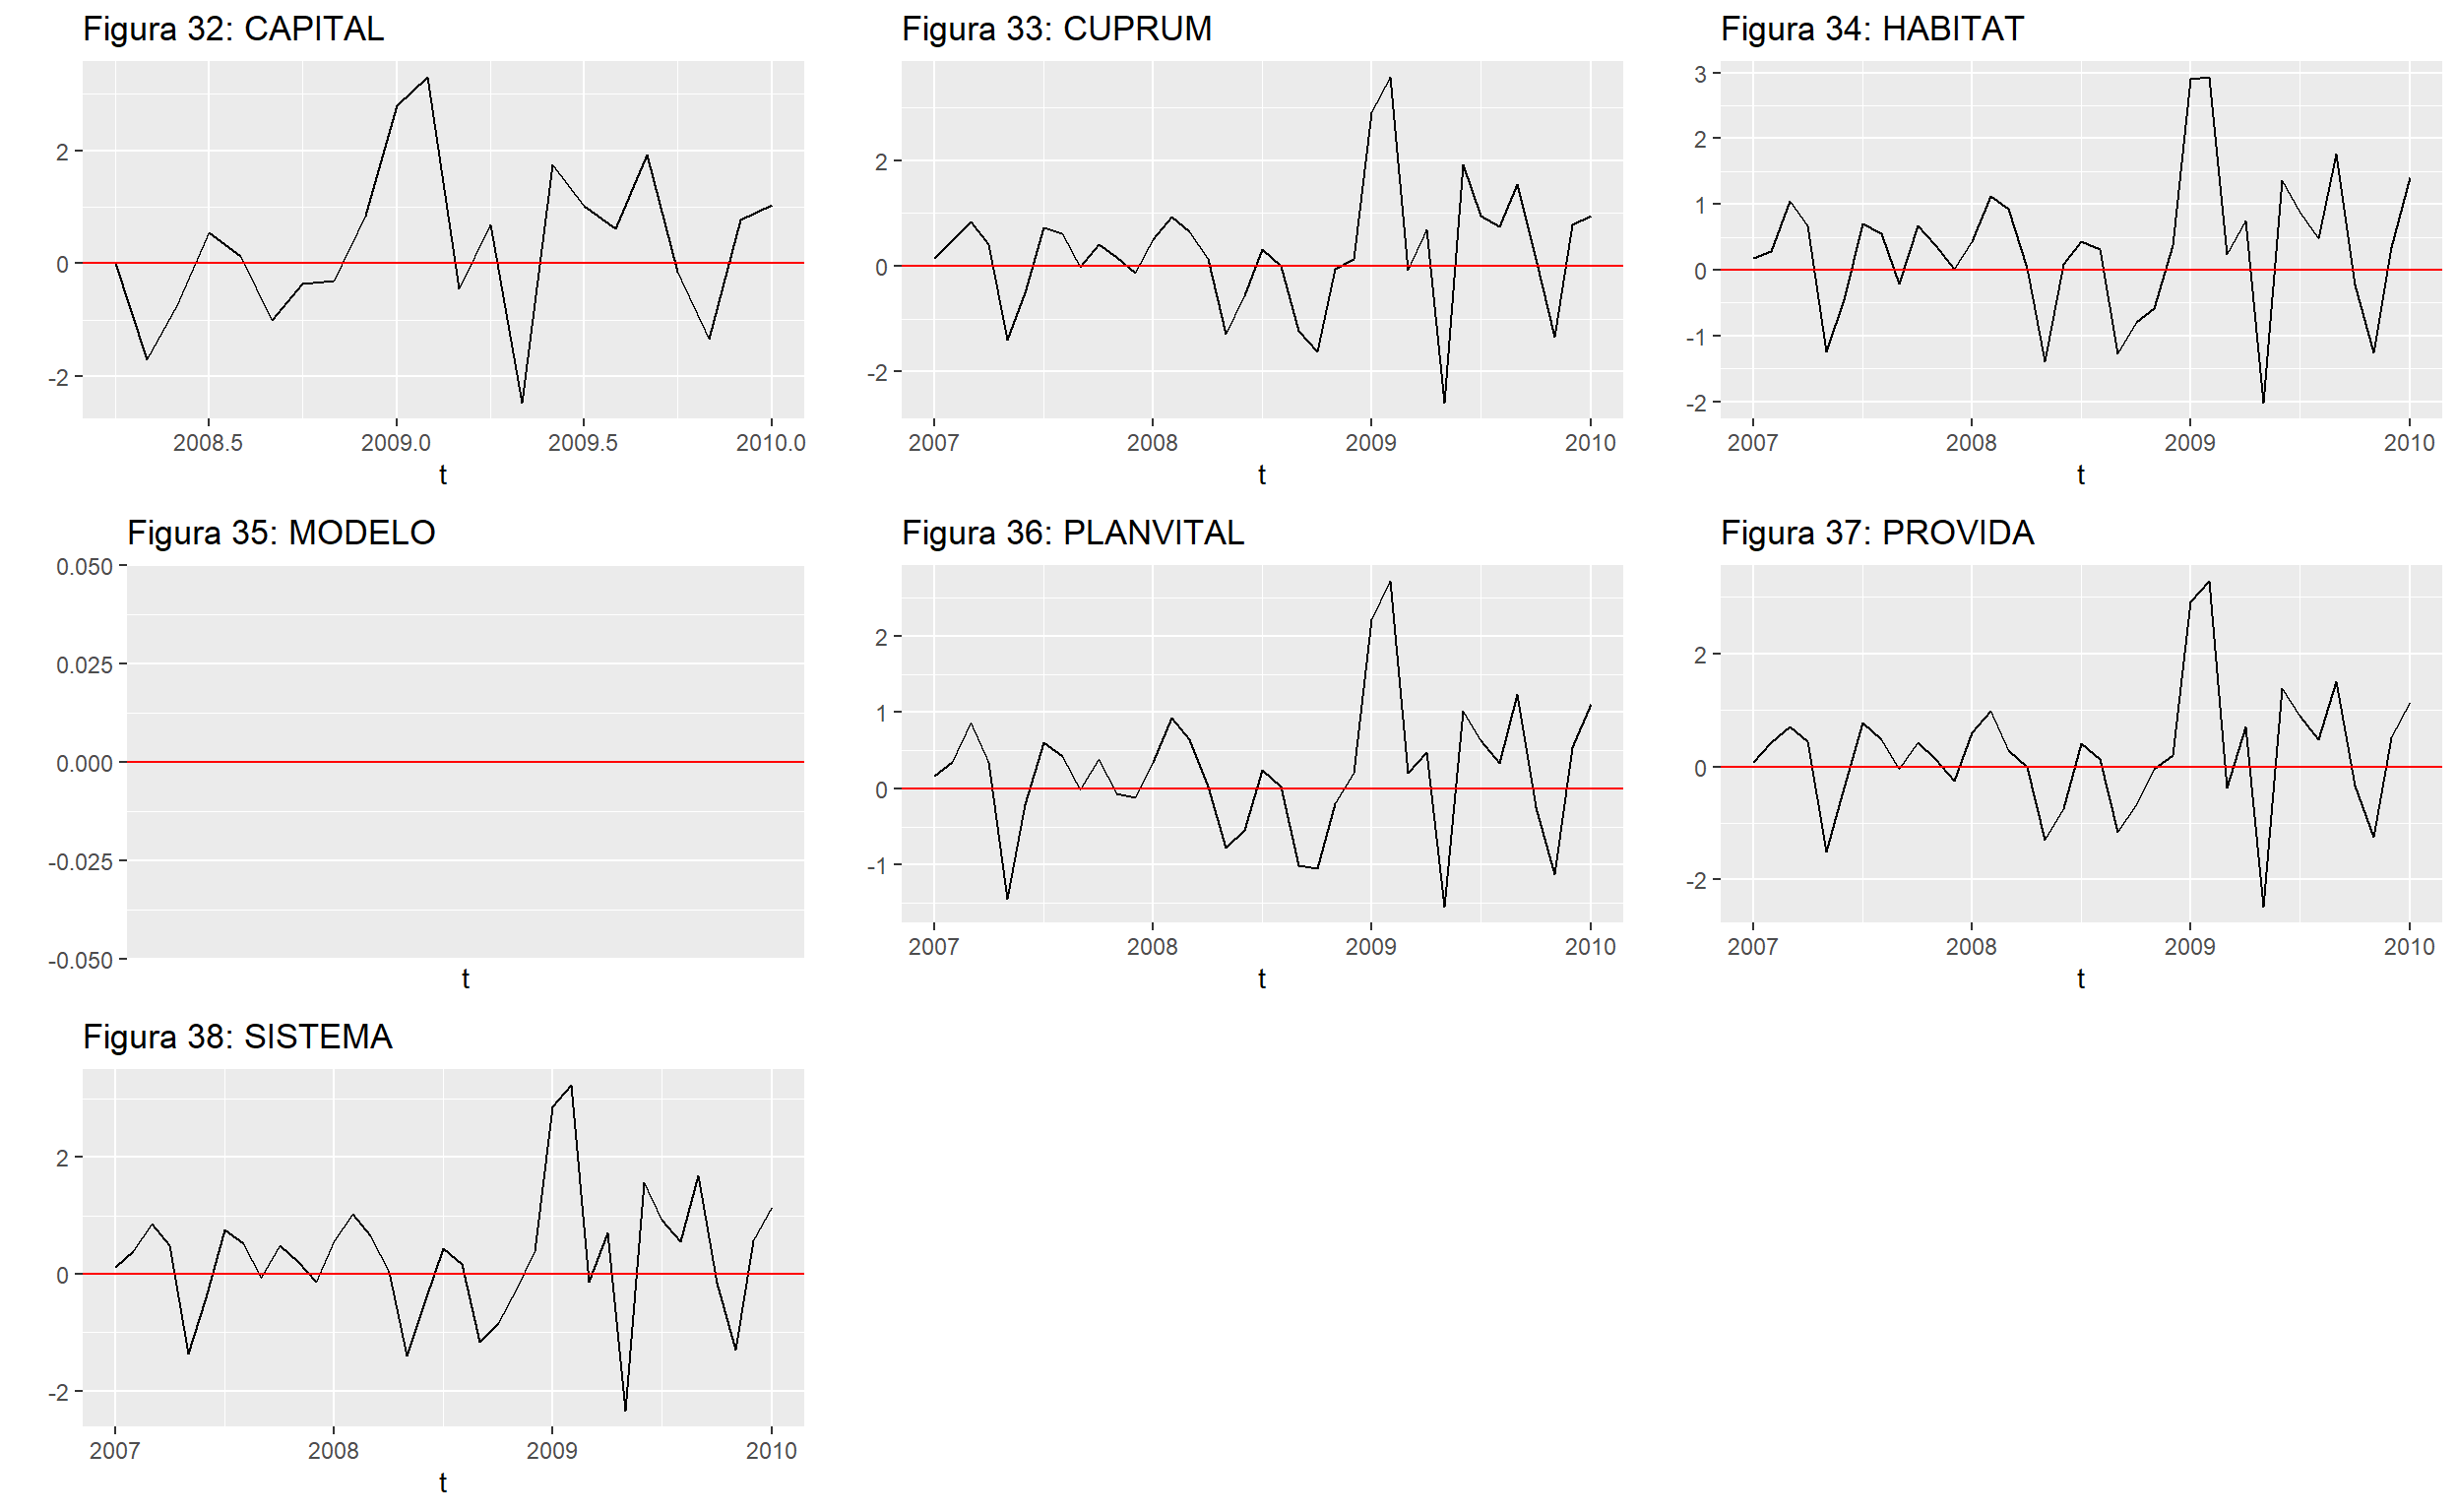 Figura 32: CAPITAL
2
0
-2
2008.5 2009.0 2009.5 2010.0
t
Figura 33: CUPRUM
2
0
-2
2007 2008 2009 2010
t
Figura 34: HABITAT
3
2
1
0
-1
-2
2007 2008 2009 2010
t
Figura 35: MODELO
0.050
0.025
0.000
-0.025
-0.050
t
Figura 36: PLANVITAL
2
1
0
-1
2007 2008 2009 2010
t
Figura 37: PROVIDA
2
0
-2
2007 2008 2009 2010
t
Figura 38: SISTEMA
2
0
-2
2007 2008 2009 2010
t